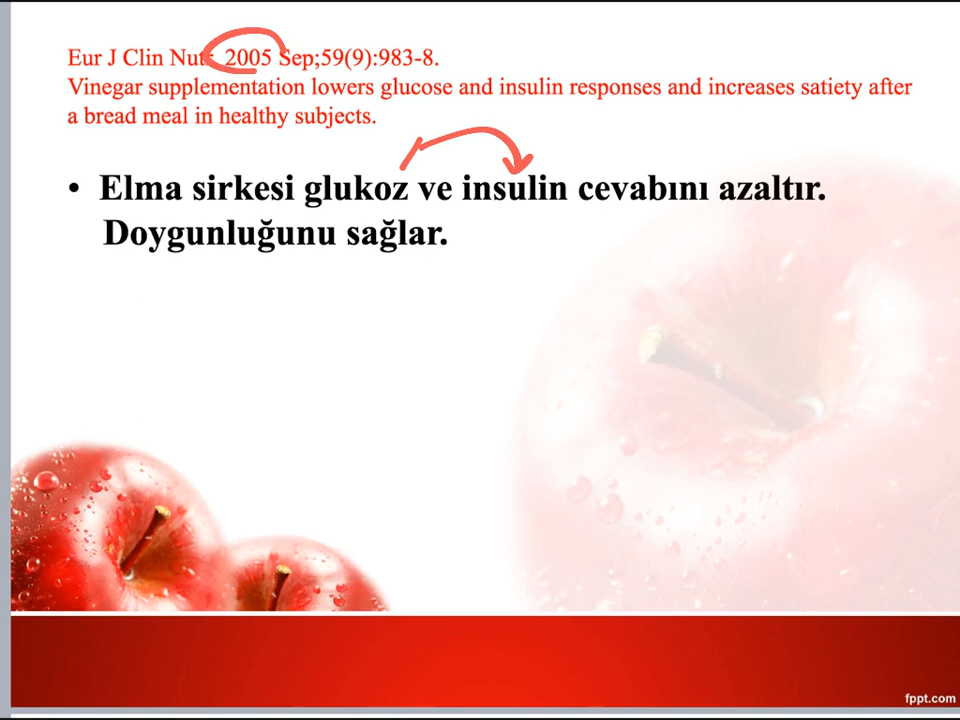 Eur J Clin Nutr. 2005 Sep;59(9):983-8.
Vinegar supplementation lowers glucose and insulin responses and increases satiety after
a bread meal in healthy subjects.
• Elma sirkesi glukoz ve insulin cevabını azaltır.
Doygunluğunu sağlar.
fppt.com